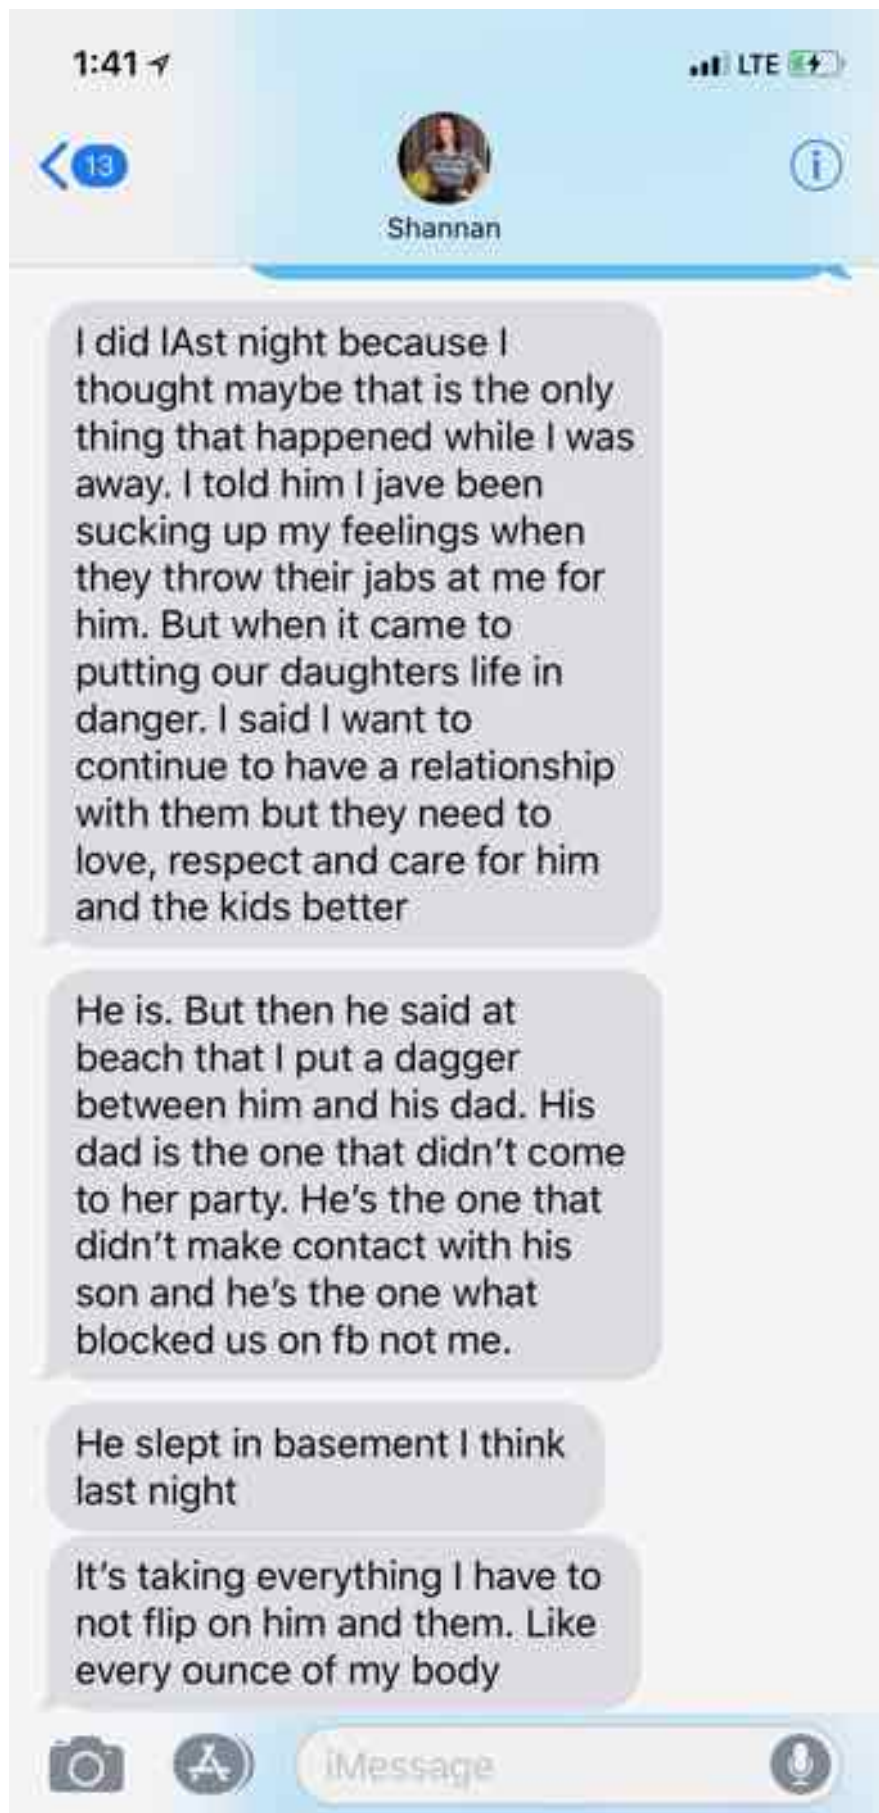 1:41 LTE
13
Shannan
I did lAst night because I
thought maybe that is the only
thing that happened while I was
away. I told him I jave been
sucking up my feelings when
they throw their jabs at me for
him. But when it came to
putting our daughters life in
danger. I said I want to
continue to have a relationship
with them but they need to
love, respect and care for him
and the kids better
He is. But then he said at
beach that I put a dagger
between him and his dad. His
dad is the one that didn't come
to her party. He's the one that
didn't make contact with his
son and he's the one what
blocked us on fb not me.
He slept in basement I think
last night
It's taking everything I have to
not flip on him and them. Like
every ounce of my body
iMessage